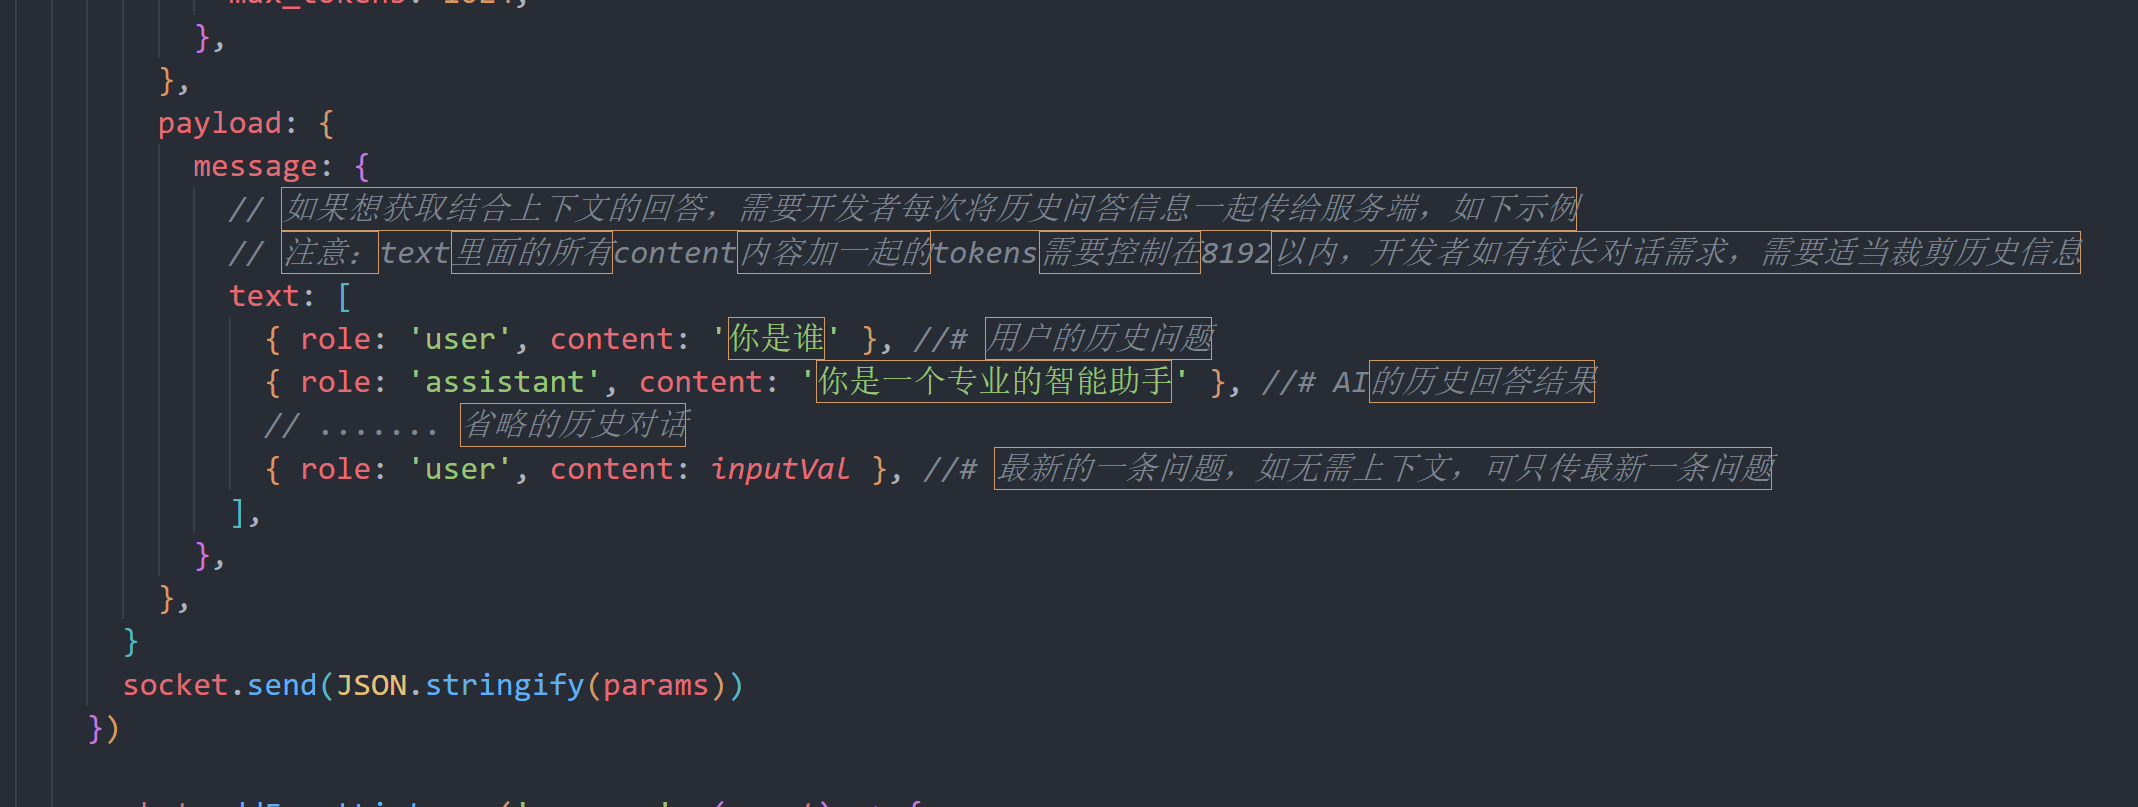 max_tokens: 1024,
},
},
payload: {
message: {
// 如果想获取结合上下文的回答，需要开发者每次将历史问答信息一起传给服务端，如下示例
// 注意：text里面的所有content内容加一起的tokens需要控制在8192以内，开发者如有较长对话需求，需要适当裁剪历史信息
text: [
{ role: 'user', content: '你是谁' }, //# 用户的历史问题
{ role: 'assistant', content: '你是一个专业的智能助手' }, //# AI的历史回答结果
// ....... 省略的历史对话
{ role: 'user', content: inputVal }, //# 最新的一条问题，如无需上下文，可只传最新一条问题
],
},
},
}
socket.send(JSON.stringify(params))
})